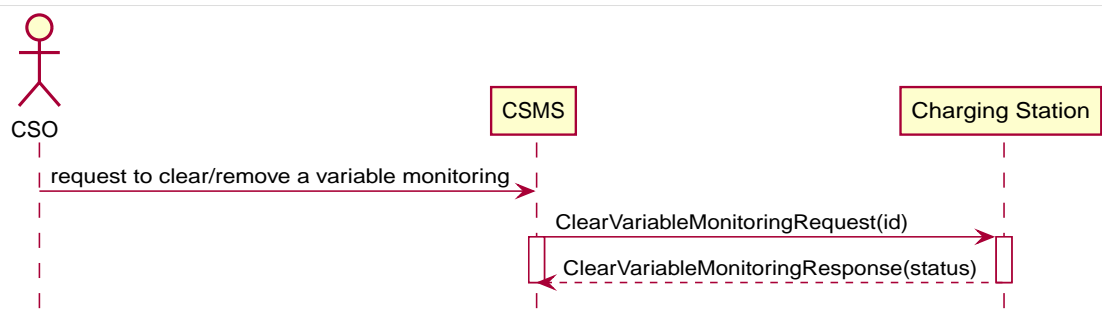 CSO
CSMS
Charging Station
request to clear/remove a variable monitoring
ClearVariableMonitoringRequest(id)
ClearVariableMonitoringResponse(status)